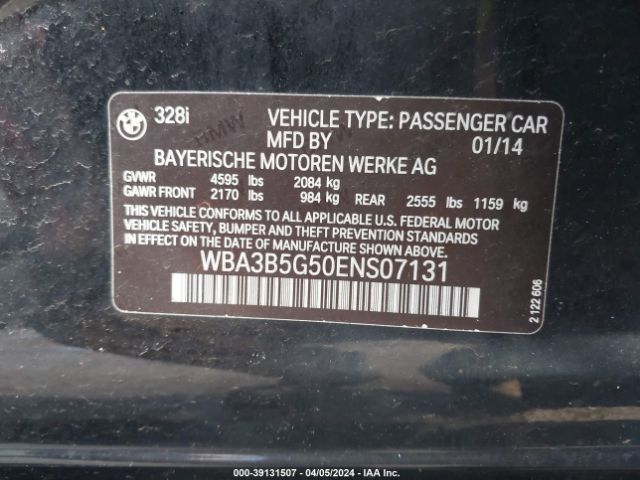 328i VEHICLE TYPE: PASSENGER CAR
MFD BY 01/14
BAYERISCHE MOTOREN WERKE AG
GVWR 4595 lbs 2084 kg
GAWR FRONT 2170 lbs 984 kg REAR 2555 lbs 1159 kg
THIS VEHICLE CONFORMS TO ALL APPLICABLE U.S. FEDERAL MOTOR
VEHICLE SAFETY, BUMPER AND THEFT PREVENTION STANDARDS
IN EFFECT ON THE DATE OF MANUFACTURE SHOWN ABOVE.
WBA3B5G50ENS07131
2 122 606
000-39131507 - 04/05/2024 - IAA Inc.